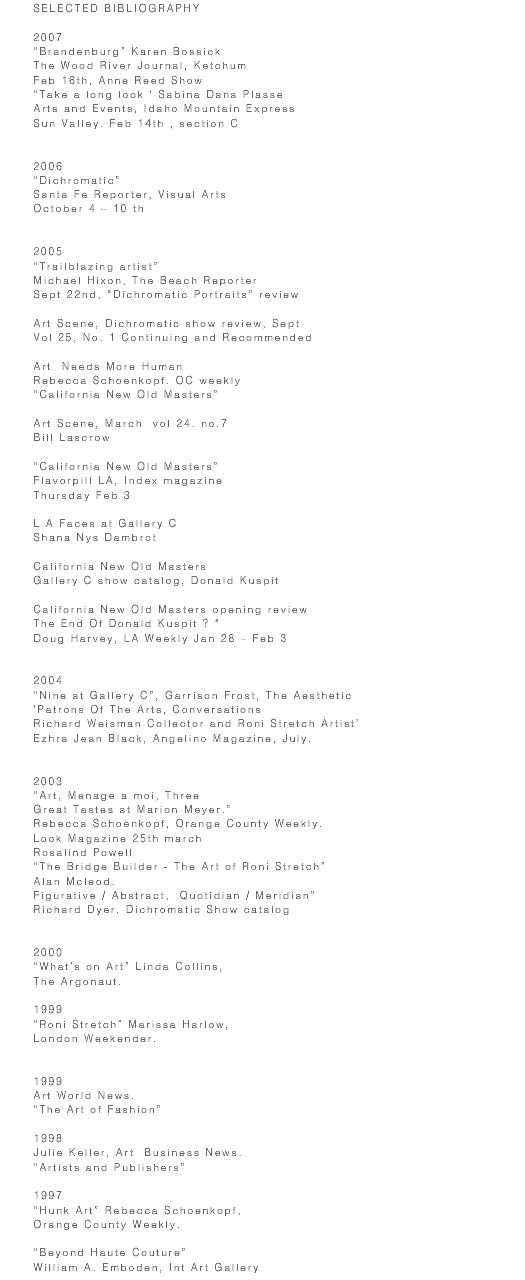 SELECTED BIBLIOGRAPHY
2007
"Brandenburg" Karen Bossick
The Wood River Journal, Ketchum
Feb 16th, Anne Reed Show
"Take a long look ' Sabina Dana Plasse
Arts and Events, Idaho Mountain Express
Sun Valley. Feb 14th , section C
2006
"Dichromatic"
Santa Fe Reporter, Visual Arts
October 4 – 10 th
2005
"Trailblazing artist"
Michael Hixon, The Beach Reporter
Sept 22nd, "Dichromatic Portraits" review
Art Scene, Dichromatic show review, Sept
Vol 25, No. 1 Continuing and Recommended
Art  Needs More Human
Rebecca Schoenkopf. OC weekly
"California New Old Masters"
Art Scene, March  vol 24. no.7
Bill Lascrow
"California New Old Masters"
Flavorpill LA, Index magazine
Thursday Feb 3
L A Faces at Gallery C
Shana Nys Dambrot
California New Old Masters
Gallery C show catalog, Donald Kuspit
California New Old Masters opening review
The End Of Donald Kuspit ? "
Doug Harvey, LA Weekly Jan 28 – Feb 3
2004
"Nine at Gallery C", Garrison Frost, The Aesthetic
'Patrons Of The Arts, Conversations
Richard Weisman Collector and Roni Stretch Artist'
Ezhra Jean Black, Angelino Magazine, July.
2003
"Art, Menage a moi, Three
Great Tastes at Marion Meyer."
Rebecca Schoenkopf, Orange County Weekly.
Look Magazine 25th march
Rosalind Powell
"The Bridge Builder - The Art of Roni Stretch"
Alan Mcleod.
Figurative / Abstract,  Quotidian / Meridian"
Richard Dyer. Dichromatic Show catalog
2000
"What's on Art" Linda Collins,
The Argonaut.
1999
"Roni Stretch" Marissa Harlow,
London Weekender.
1999
Art World News.
"The Art of Fashion"
1998
Julie Keller, Art  Business News.
"Artists and Publishers"
1997
"Hunk Art" Rebecca Schoenkopf,
Orange County Weekly.
"Beyond Haute Couture"
William A. Emboden, Int Art Gallery